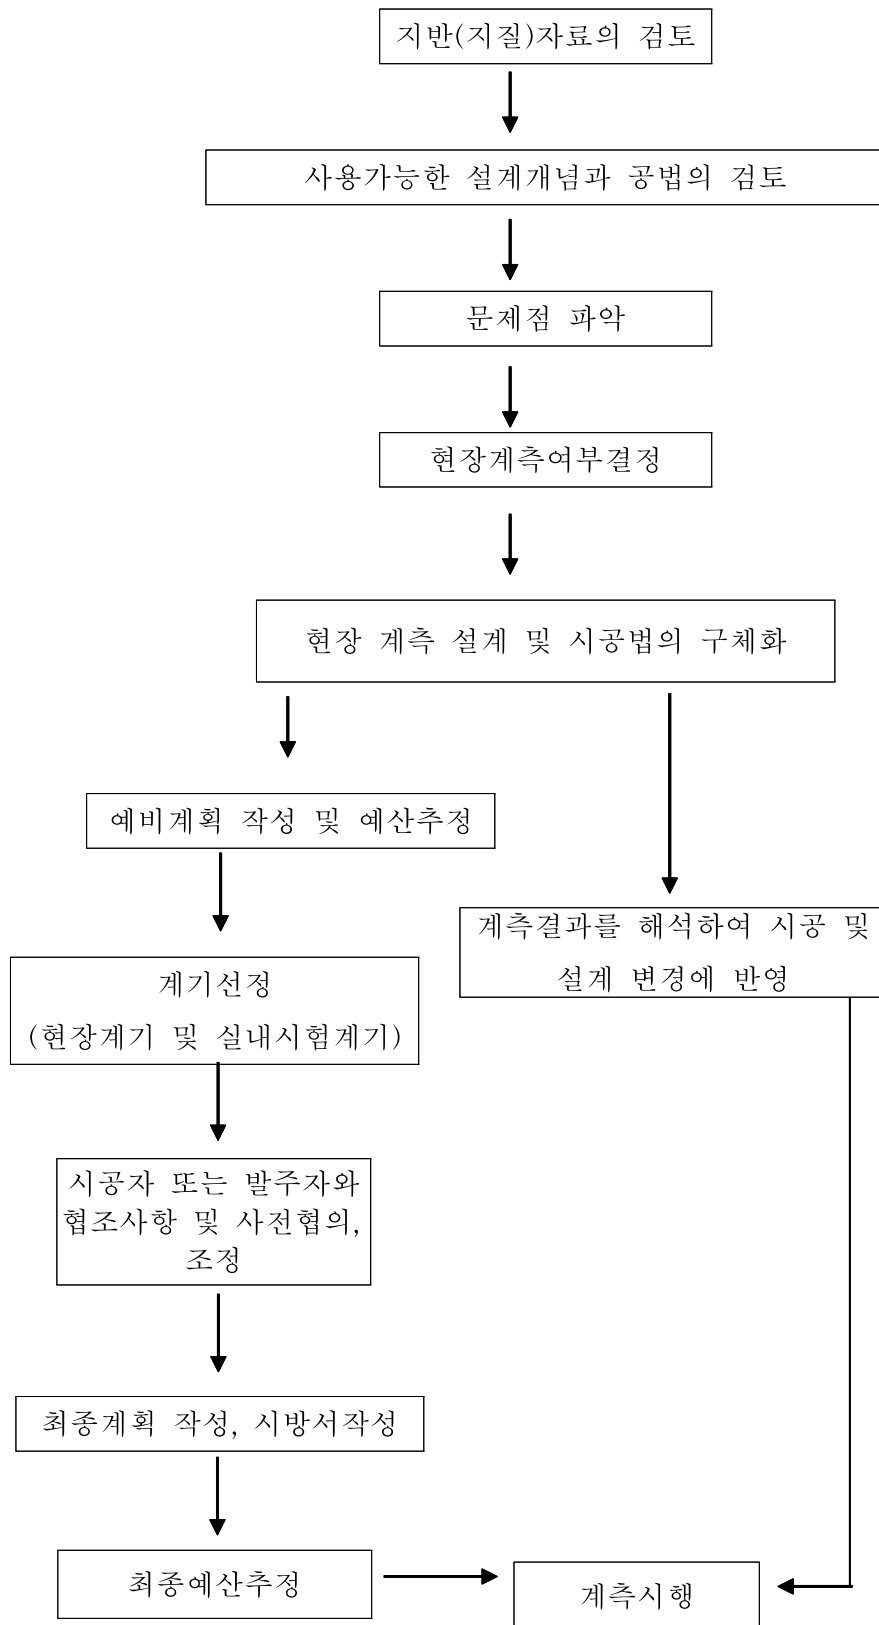 지반(지질)자료의 검토
사용가능한 설계개념과 공법의 검토
문제점 파악
현장계측여부결정
현장 계측 설계 및 시공법의 구체화
예비계획 작성 및 예산추정
계측결과를 해석하여 시공 및
설계 변경에 반영
계기선정
(현장계기 및 실내시험계기)
시공자 또는 발주자와
협조사항 및 사전협의,
조정
최종계획 작성, 시방서작성
최종예산추정
계측시행